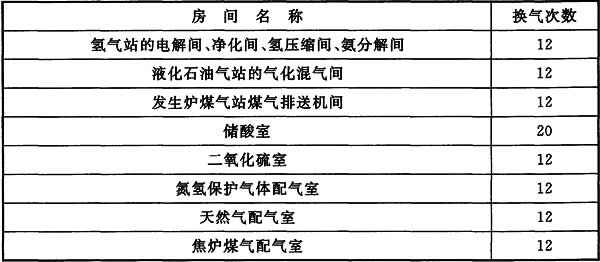 房间名称 换气次数
氢气站的电解间、净化间、氢压缩间、氨分解间 12
液化石油气站的气化混气间 12
发生炉煤气站煤气排送机间 12
储酸室 20
二氧化硫室 12
氮氢保护气体配气室 12
天然气配气室 12
焦炉煤气配气室 12